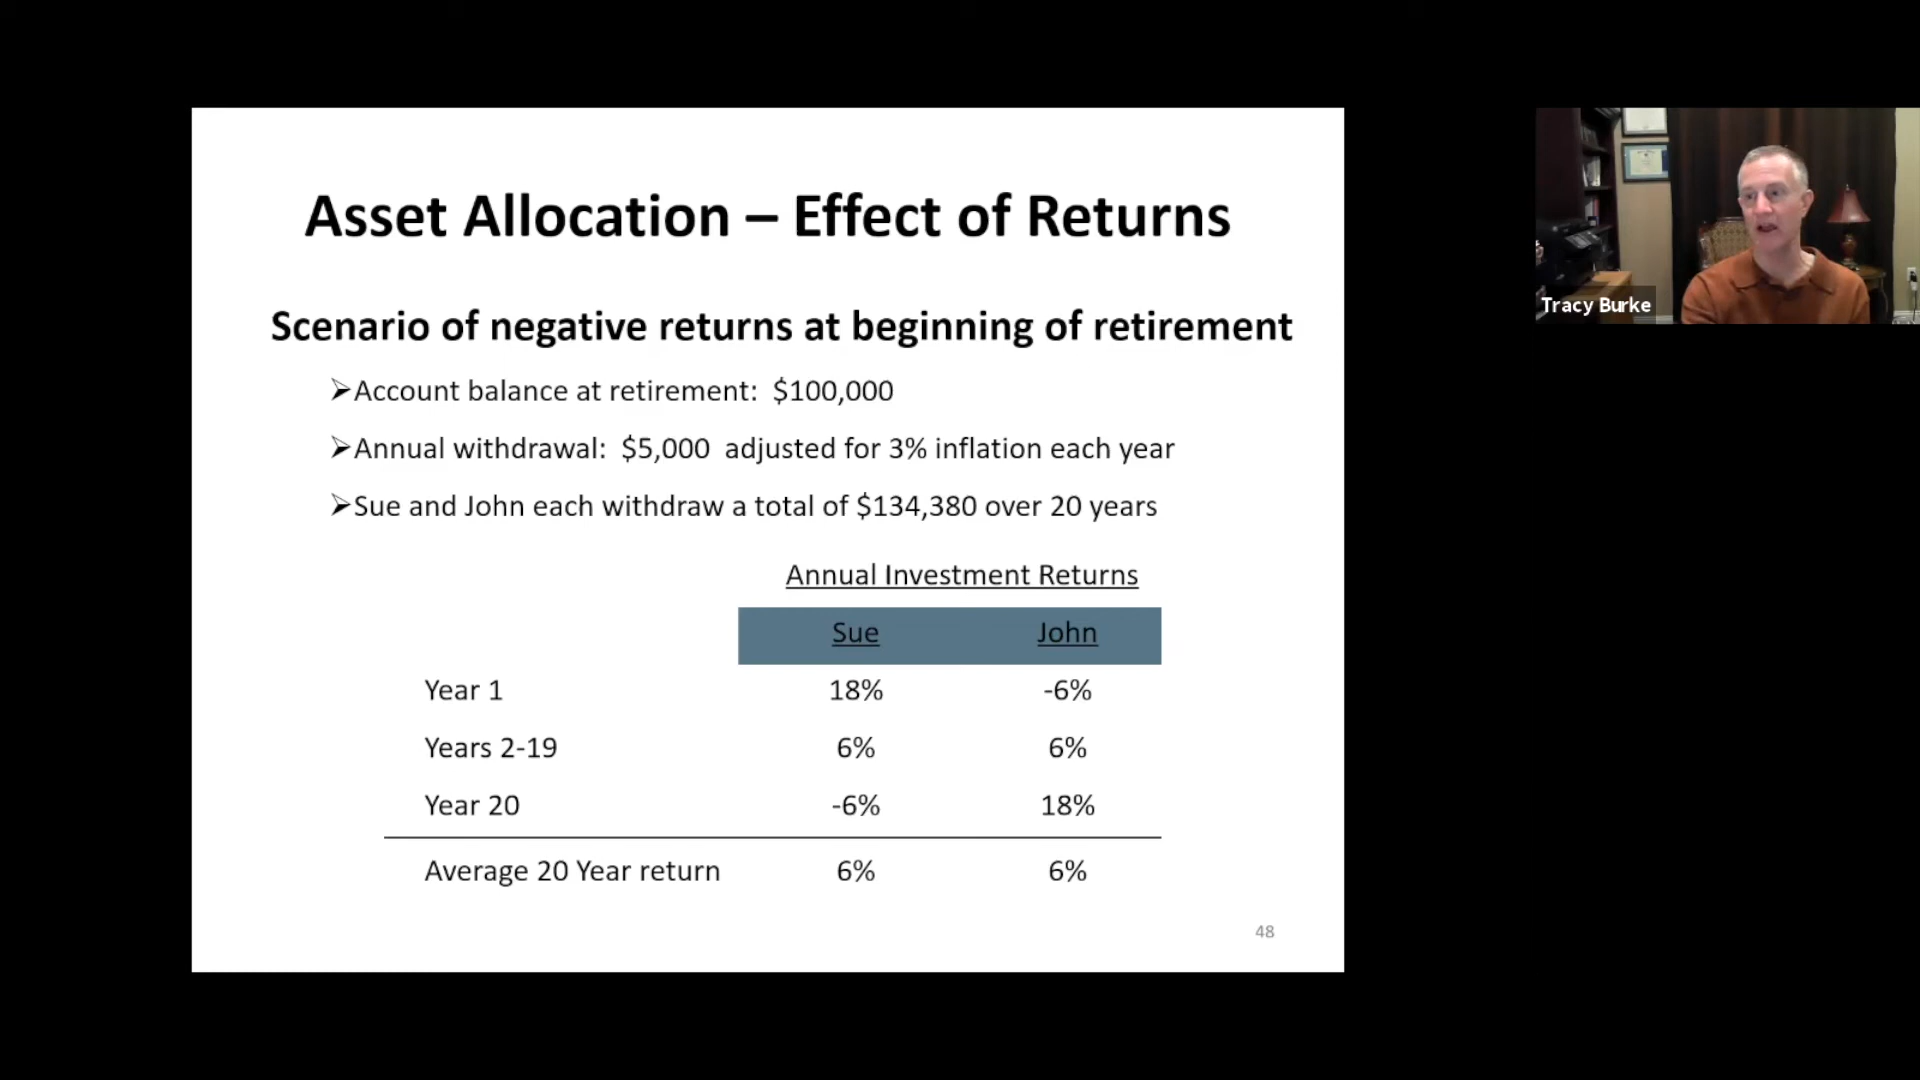 Asset Allocation – Effect of Returns
Scenario of negative returns at beginning of retirement
➢Account balance at retirement:  $100,000
➢Annual withdrawal:  $5,000  adjusted for 3% inflation each year
➢Sue and John each withdraw a total of $134,380 over 20 years
Annual Investment Returns
Sue John
Year 1 18% -6%
Years 2-19 6% 6%
Year 20 -6% 18%
Average 20 Year return 6% 6%
48
Tracy Burke